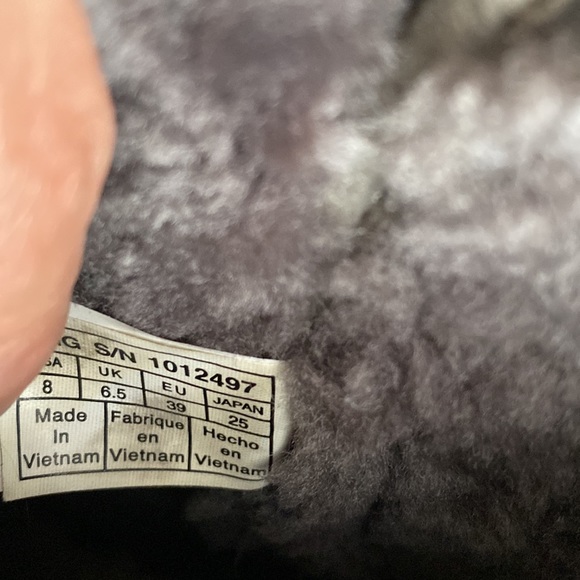 G S/N 1012497
UK EU JAPAN
8 6.5 39 25
Made Fabrique Hecho
In en en
Vietnam Vietnam Vietnam